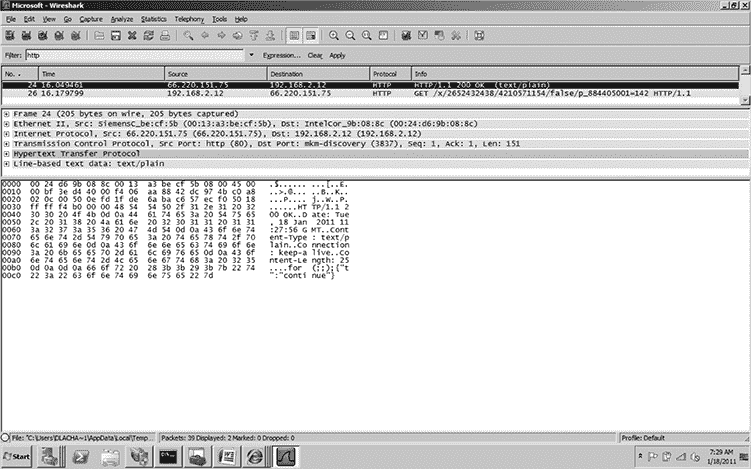 Microsoft - Wireshark
File Edit View Go Capture Analyze Statistics Telephony Tools Help
Filter: http Expression... Clear Apply
No. Time Source Destination Protocol Info
24 16.049461 66.220.151.75 192.168.2.12 HTTP HTTP/1.1 200 OK (text/plain)
26 16.179799 192.168.2.12 66.220.151.75 HTTP GET /x/2652432438/4210571154/false/p_884405001=142 HTTP/1.1
Frame 24 (205 bytes on wire, 205 bytes captured)
Ethernet II, Src: Siemensc_be:cf:5b (00:13:a3:be:cf:5b), Dst: IntelCor_9b:08:8c (00:24:d6:9b:08:8c)
Internet Protocol, Src: 66.220.151.75 (66.220.151.75), Dst: 192.168.2.12 (192.168.2.12)
Transmission Control Protocol, Src Port: http (80), Dst Port: mkm-discovery (3837), Seq: 1, Ack: 1, Len: 151
Hypertext Transfer Protocol
Line-based text data: text/plain
0000 00 24 d6 9b 08 8c 00 13 a3 be cf 5b 08 00 45 00 .$...... ...[..E.
0010 00 bf 3e d4 40 00 f4 06 aa 88 42 dc 97 4b c0 a8 ..>.@... ..B..K..
0020 02 0c 00 50 0e fd 1f de 6a ba c6 57 ec f0 50 18 ...P.... j..W..P.
0030 ff ff f4 b0 00 00 48 54 54 50 2f 31 2e 31 20 32 ......HT TP/1.1 2
0040 30 30 20 4f 4b 0d 0a 44 61 74 65 3a 20 54 75 65 00 OK..D ate: Tue
0050 2c 20 31 38 20 4a 61 6e 20 32 30 31 31 20 31 31 , 18 Jan 2011 11
0060 3a 32 37 3a 35 36 20 47 4d 54 0d 0a 43 6f 6e 74 :27:56 G MT..Cont
0070 65 6e 74 2d 54 79 70 65 3a 20 74 65 78 74 2f 70 ent-Type : text/p
0080 6c 61 69 6e 0d 0a 43 6f 6e 6e 65 63 74 69 6f 6e lain..Co nnection
0090 3a 20 6b 65 65 70 2d 61 6c 69 76 65 0d 0a 43 6f : keep-a live..Co
00a0 6e 74 65 6e 74 2d 4c 65 6e 67 74 68 3a 20 32 35 ntent-Le ngth: 25
00b0 0d 0a 0d 0a 66 6f 72 20 28 3b 3b 29 3b 7b 22 74 ....for (;;);{"t
00c0 22 3a 22 63 6f 6e 74 69 6e 75 65 22 7d ":"conti nue"}
File: "C:\Users\DLACHA~1\AppData\Local\Temp... Packets: 39 Displayed: 2 Marked: 0 Dropped: 0 Profile: Default
Start 7:29 AM
1/18/2011